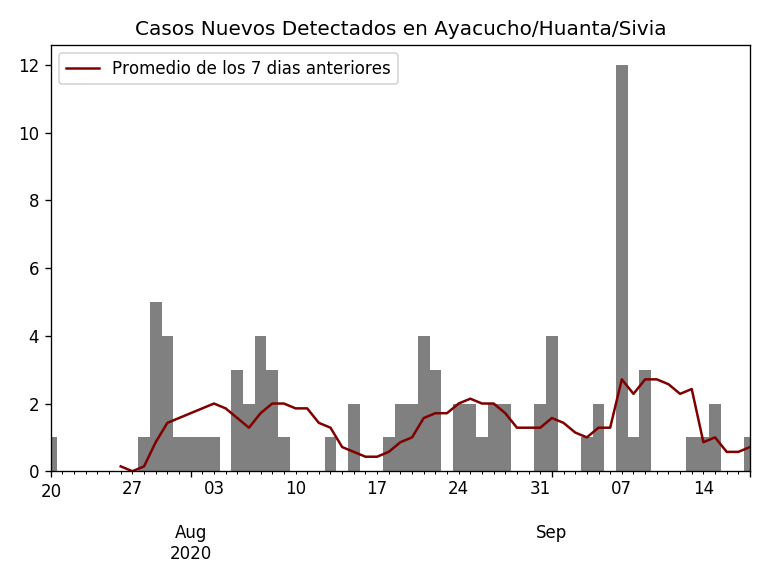 Casos Nuevos Detectados en Ayacucho/Huanta/Sivia
Promedio de los 7 dias anteriores
12
10
8
6
4
2
0
20 27 03 10 17 24 31 07 14
Aug Sep
2020